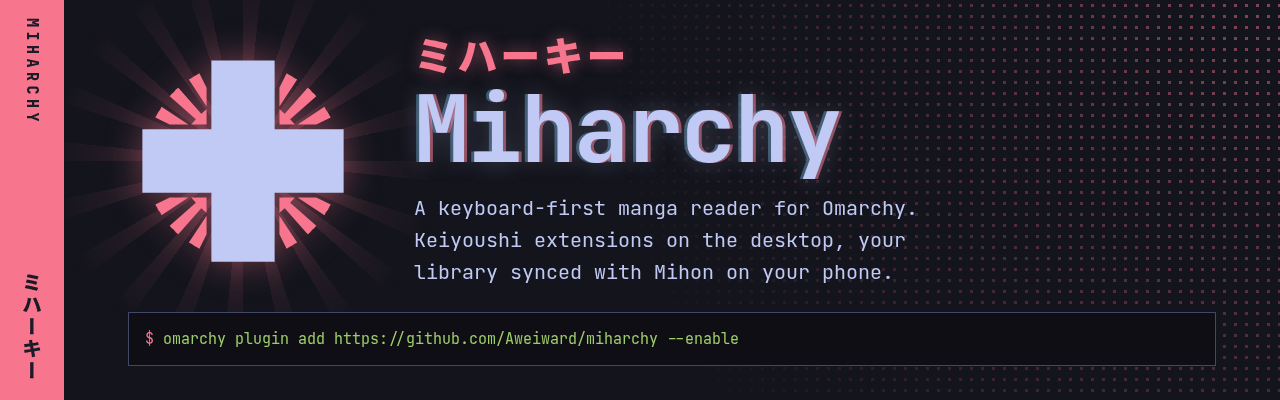 MIHARCHY
ミハーキー
ミハーキー
Miharchy
A keyboard-first manga reader for Omarchy.
Keiyoushi extensions on the desktop, your
library synced with Mihon on your phone.
$ omarchy plugin add https://github.com/Aweiward/miharchy --enable